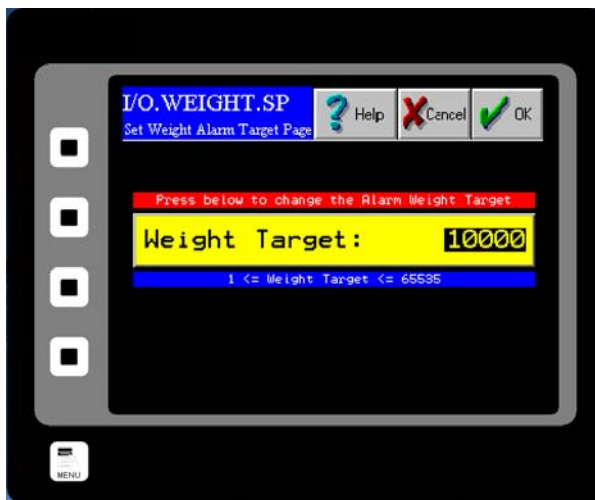 I/O.WEIGHT.SP
Set Weight Alarm Target Page
Help
Cancel
OK
Press below to change the Alarm Weight Target
Weight Target: 10000
1 <= Weight Target <= 65535
MENU